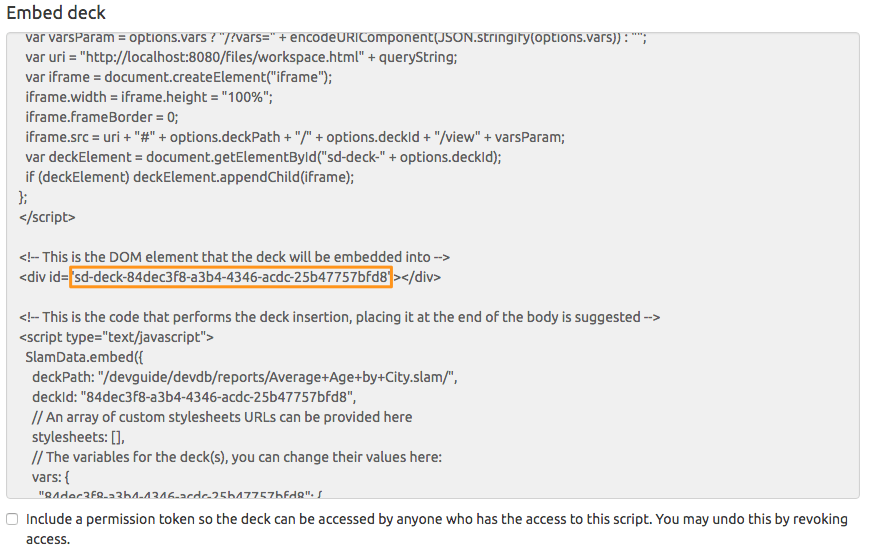 Embed deck
var varsParam = options.vars ? "/?vars=" + encodeURIComponent(JSON.stringify(options.vars)) : "";
var uri = "http://localhost:8080/files/workspace.html" + queryString;
var iframe = document.createElement("iframe");
iframe.width = iframe.height = "100%";
iframe.frameBorder = 0;
iframe.src = uri + "#" + options.deckPath + "/" + options.deckId + "/view" + varsParam;
var deckElement = document.getElementById("sd-deck-" + options.deckId);
if (deckElement) deckElement.appendChild(iframe);
};
</script>
<!-- This is the DOM element that the deck will be embedded into -->
<div id="sd-deck-84dec3f8-a3b4-4346-acdc-25b47757bfd8"></div>
<!-- This is the code that performs the deck insertion, placing it at the end of the body is suggested -->
<script type="text/javascript">
SlamData.embed({
deckPath: "/devguide/devdb/reports/Average+Age+by+City.slam/",
deckId: "84dec3f8-a3b4-4346-acdc-25b47757bfd8",
// An array of custom stylesheets URLs can be provided here
stylesheets: [],
// The variables for the deck(s), you can change their values here:
vars: {
"84dec3f8-a3b4-4346-acdc-25b47757bfd8": {
Include a permission token so the deck can be accessed by anyone who has the access to this script. You may undo this by revoking
access.